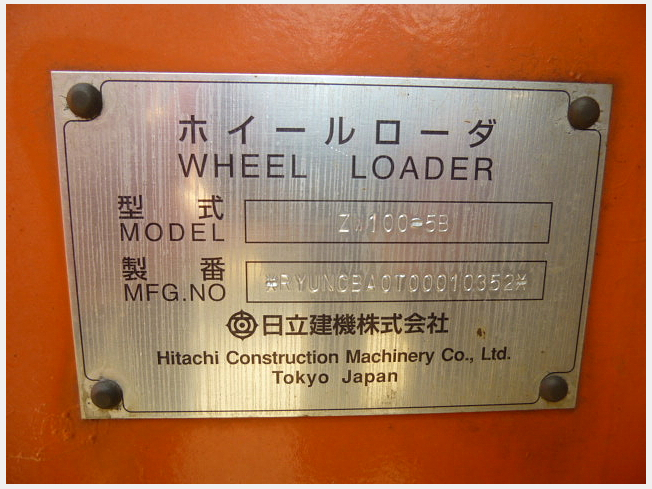 ホイールローダ
WHEEL LOADER
型式 ZW100-5B
MODEL
製番 *RYUNCBA0T00010352*
MFG.NO
日立建機株式会社
Hitachi Construction Machinery Co., Ltd.
Tokyo Japan